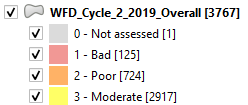 WFD_Cycle_2_2019_Overall [3767]
0 - Not assessed [1]
1 - Bad [125]
2 - Poor [724]
3 - Moderate [2917]